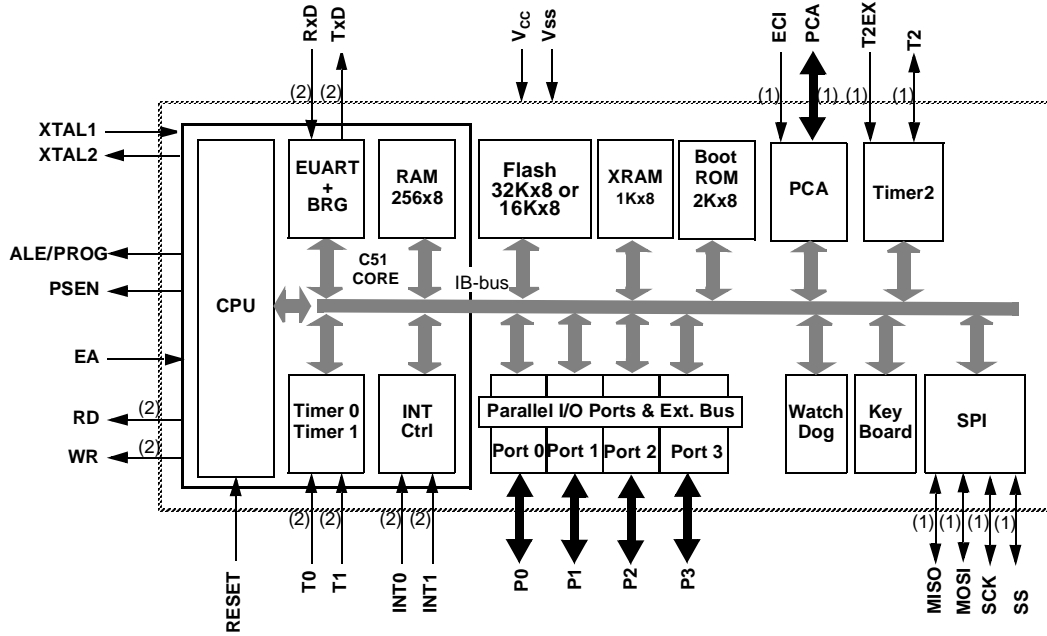 RxD
TxD
Vcc
Vss
ECI
PCA
T2EX
T2
(2)
(2)
(1)
(1)
(1)
(1)
XTAL1
XTAL2
ALE/PROG
PSEN
EA
RD
(2)
WR
(2)
CPU
EUART
+
BRG
RAM
256x8
C51
CORE
IB-bus
Flash
32Kx8 or
16Kx8
XRAM
1Kx8
Boot
ROM
2Kx8
PCA
Timer2
Timer 0
Timer 1
INT
Ctrl
Parallel I/O Ports & Ext. Bus
Port 0
Port 1
Port 2
Port 3
Watch
Dog
Key
Board
SPI
(2)
(2)
(2)
(2)
(1)
(1)
(1)
(1)
RESET
T0
T1
INT0
INT1
P0
P1
P2
P3
MISO
MOSI
SCK
SS